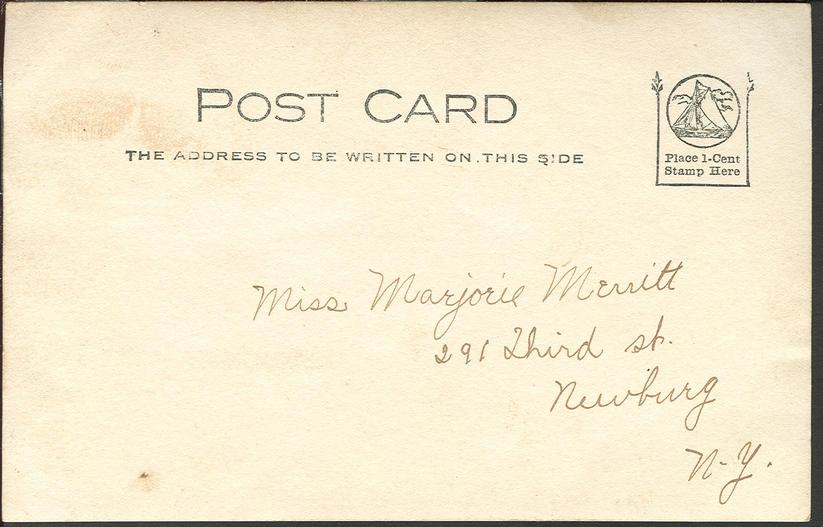 POST CARD
THE ADDRESS TO BE WRITTEN ON THIS SIDE
Place 1-Cent
Stamp Here
Miss Marjorie Merritt
291 Third st.
Newburg
N-Y.